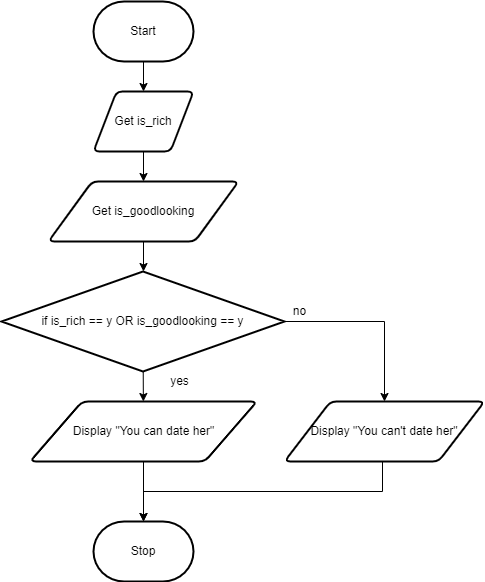 Start
Get is_rich
Get is_goodlooking
if is_rich == y OR is_goodlooking == y
no
yes
Display "You can date her"
Display "You can't date her"
Stop